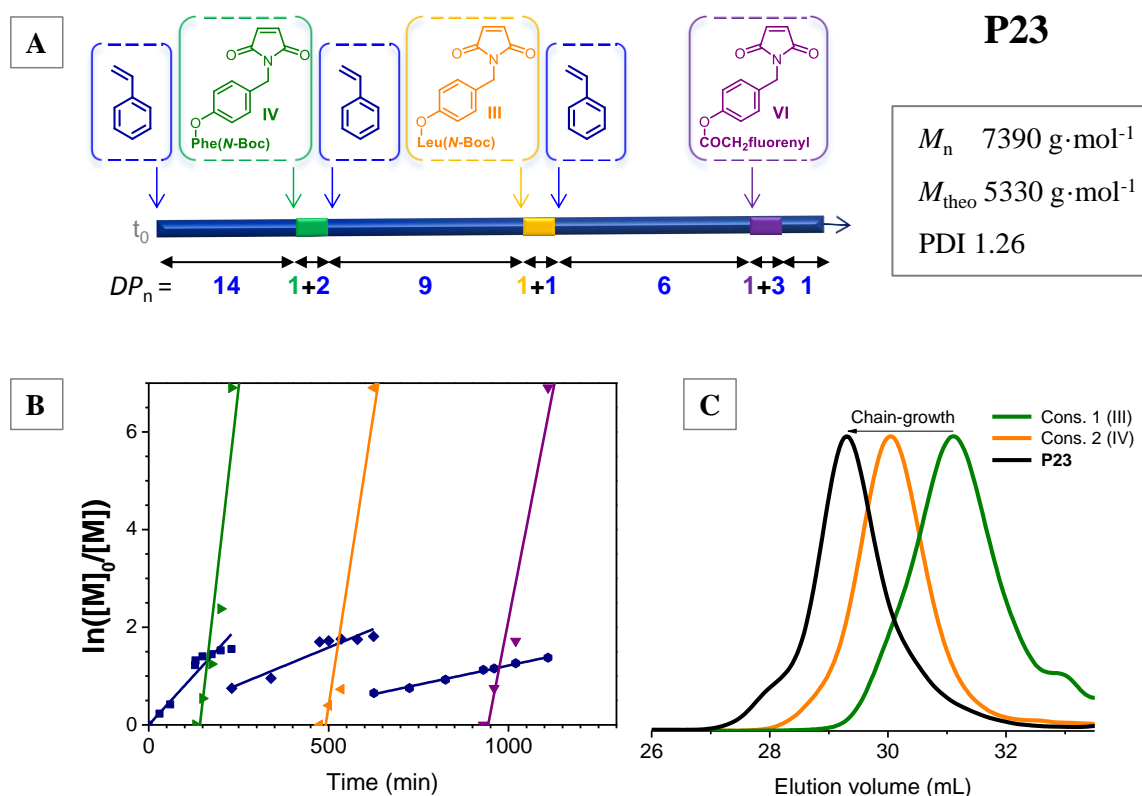 A
P23
O
O
N
IV
O
Phe(N-Boc)
O
O
N
III
O
Leu(N-Boc)
O
O
N
VI
O
COCH2fluorenyl
Mn 7390 g·mol-1
Mtheo 5330 g·mol-1
PDI 1.26
t0
DPn = 14 1+2 9 1+1 6 1+3 1
B
ln([M]0/[M])
6
4
2
0
0 500 1000
Time (min)
C
Chain-growth
Cons. 1 (III)
Cons. 2 (IV)
P23
26 28 30 32
Elution volume (mL)